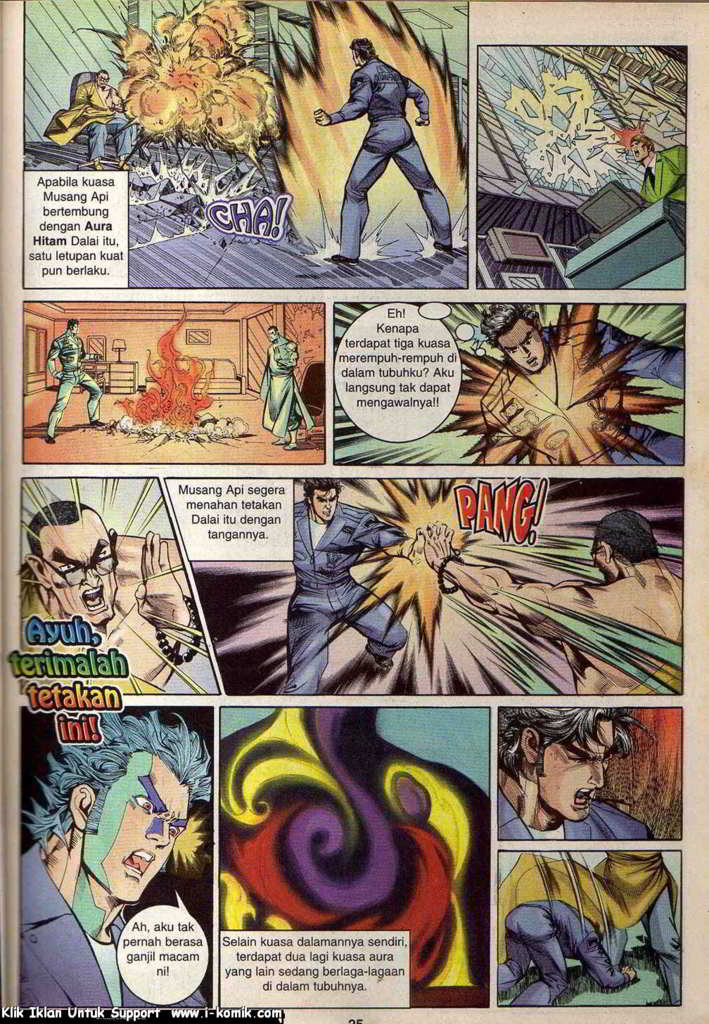 Apabila kuasa
Musang Api
bertembung
dengan Aura
Hitam Dalai itu,
satu letupan kuat
pun berlaku.
CHA!
Eh!
Kenapa
terdapat tiga kuasa
merempuh-rempuh di
dalam tubuhku? Aku
langsung tak dapat
mengawalnya!!
Ayuh,
terimalah
tetakan
ini!
Musang Api segera
menahan tetakan
Dalai itu dengan
tangannya.
PANG!
Ah, aku tak
pernah berasa
ganjil macam
ni!
Selain kuasa dalamannya sendiri,
terdapat dua lagi kuasa aura
yang lain sedang berlaga-lagaan
di dalam tubuhnya.
Klik Iklan Untuk Support www.i-komik.com